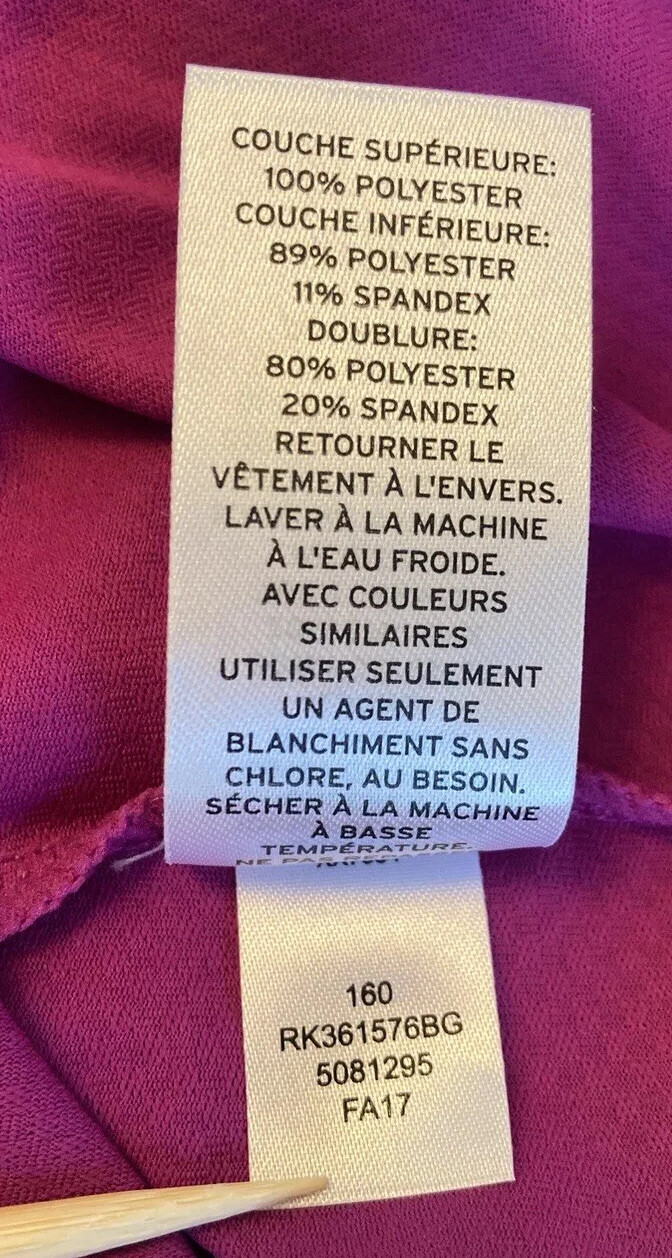 COUCHE SUPÉRIEURE:
100% POLYESTER
COUCHE INFÉRIEURE:
89% POLYESTER
11% SPANDEX
DOUBLURE:
80% POLYESTER
20% SPANDEX
RETOURNER LE
VÊTEMENT À L'ENVERS.
LAVER À LA MACHINE
À L'EAU FROIDE.
AVEC COULEURS
SIMILAIRES
UTILISER SEULEMENT
UN AGENT DE
BLANCHIMENT SANS
CHLORE, AU BESOIN.
SÉCHER À LA MACHINE
À BASSE
TEMPÉRATURE.
NE PAS
160
RK361576BG
5081295
FA17